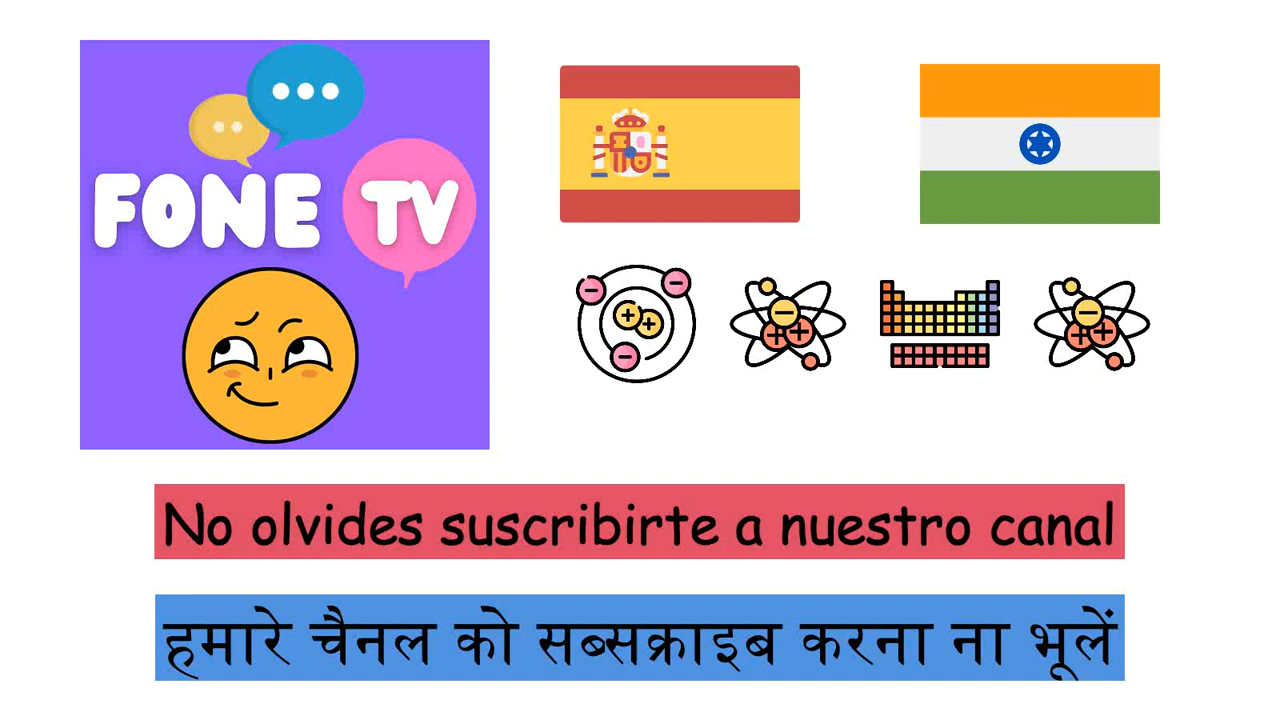 FONE TV
No olvides suscribirte a nuestro canal
हमारे चैनल को सब्सक्राइब करना ना भूलें